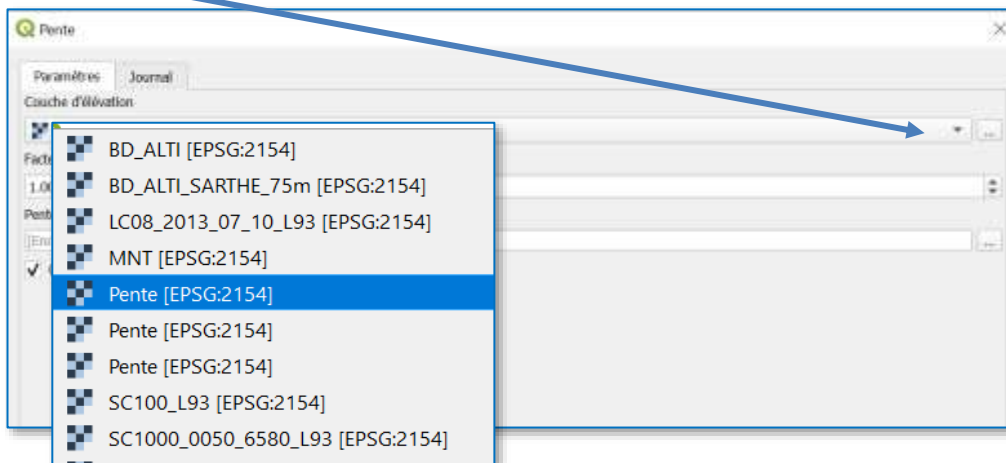 Pente
Paramètres Journal
Couche d'élévation
BD_ALTI [EPSG:2154]
BD_ALTI_SARTHE_75m [EPSG:2154]
LC08_2013_07_10_L93 [EPSG:2154]
MNT [EPSG:2154]
Pente [EPSG:2154]
Pente [EPSG:2154]
Pente [EPSG:2154]
SC100_L93 [EPSG:2154]
SC1000_0050_6580_L93 [EPSG:2154]